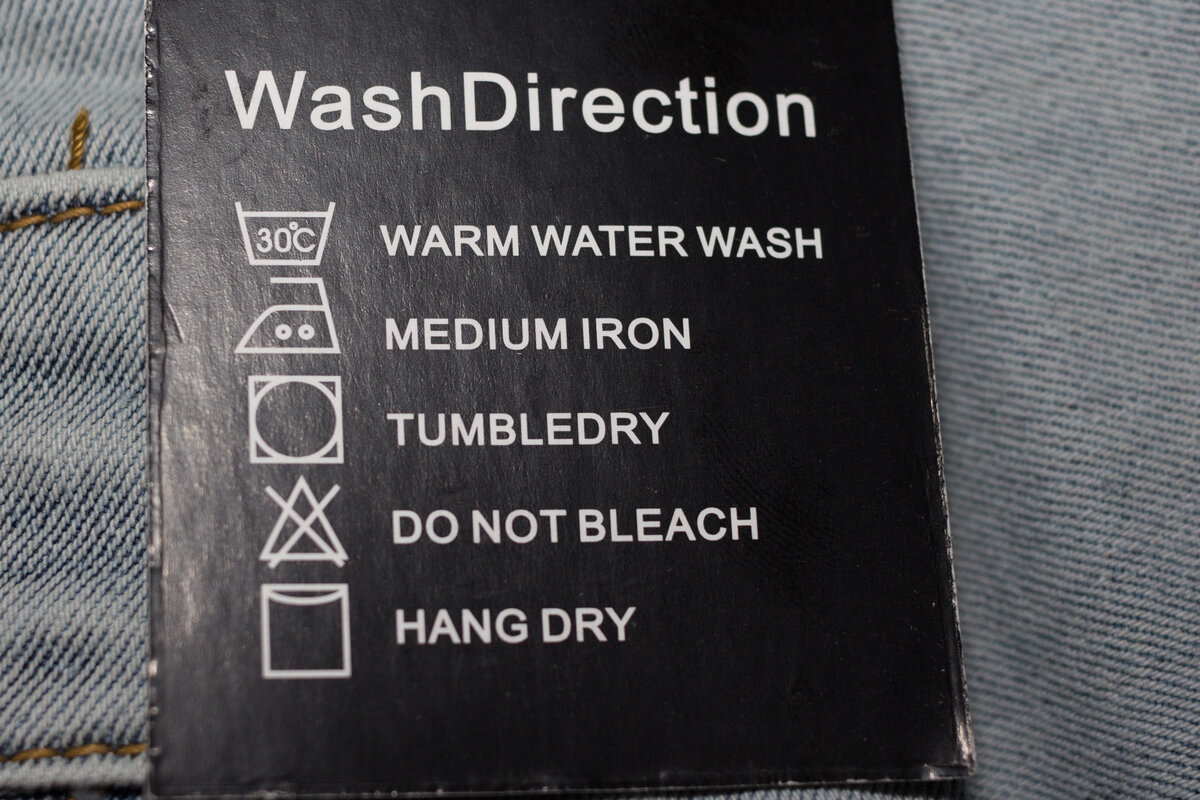 WashDirection
30°C WARM WATER WASH
MEDIUM IRON
TUMBLEDRY
DO NOT BLEACH
HANG DRY